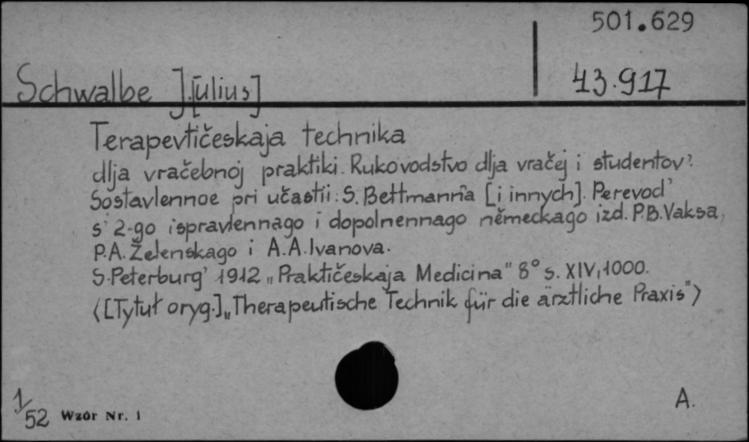 501.629
43.917
Schwalbe J.[ulius]
Terapevtičeskaja technika
dlja vračebnoj praktiki. Rukovodstvo dlja vračej i studentov'.
Sostavlennoe pri učastii: S. Bettmanna [i innych]. Perevod'
s' 2-go ispravlennago i dopolnennago německago izd. P.B. Vaksa,
P.A. Želenskago i A.A. Ivanova.
S-Peterburg' 1912 „Praktičeskaja Medicina" 8° s. XIV, 1000.
⟨[Tytuł oryg.] „Therapeutische Technik für die ärztliche Praxis"⟩
A.
1/52 Wzór Nr. 1